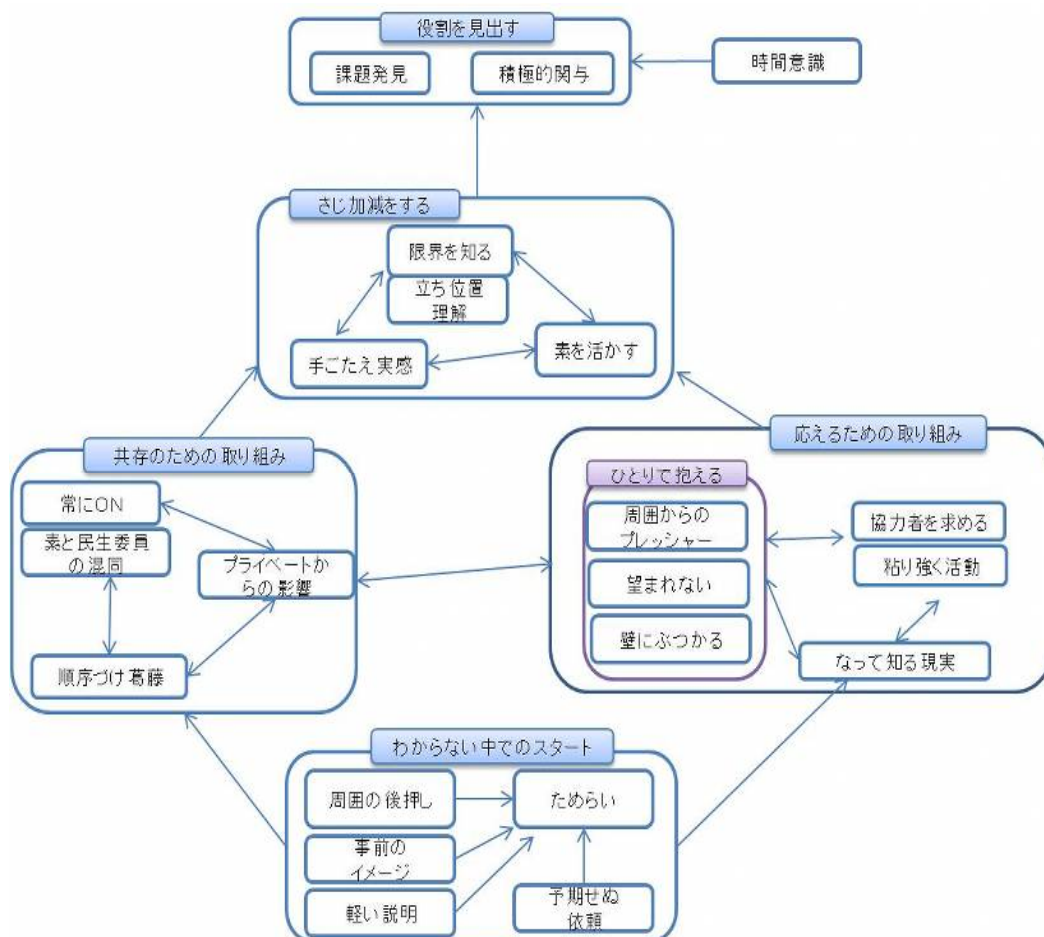 役割を見出す
課題発見
積極的関与
時間意識
さじ加減をする
限界を知る
立ち位置
理解
手ごたえ実感
素を活かす
共存のための取り組み
常にON
素と民生委員
の混同
プライベートか
らの影響
順序づけ葛藤
応えるための取り組み
ひとりで抱える
周囲からの
プレッシャー
望まれない
壁にぶつかる
協力者を求める
粘り強く活動
なって知る現実
わからない中でのスタート
周囲の後押し
ためらい
事前の
イメージ
軽い説明
予期せぬ
依頼